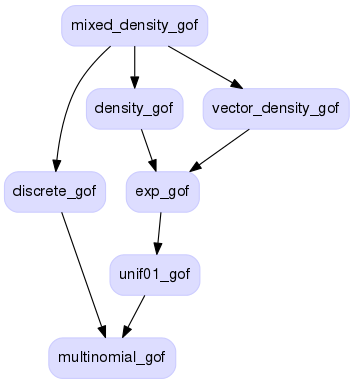 mixed_density_gof
density_gof
vector_density_gof
discrete_gof
exp_gof
unif01_gof
multinomial_gof